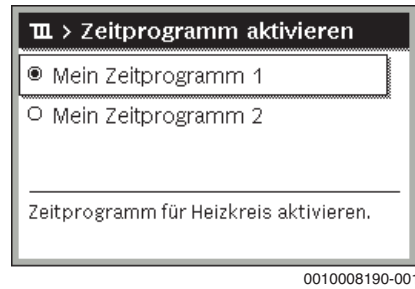 > Zeitprogramm aktivieren
Mein Zeitprogramm 1
Mein Zeitprogramm 2
Zeitprogramm für Heizkreis aktivieren.
0010008190-001